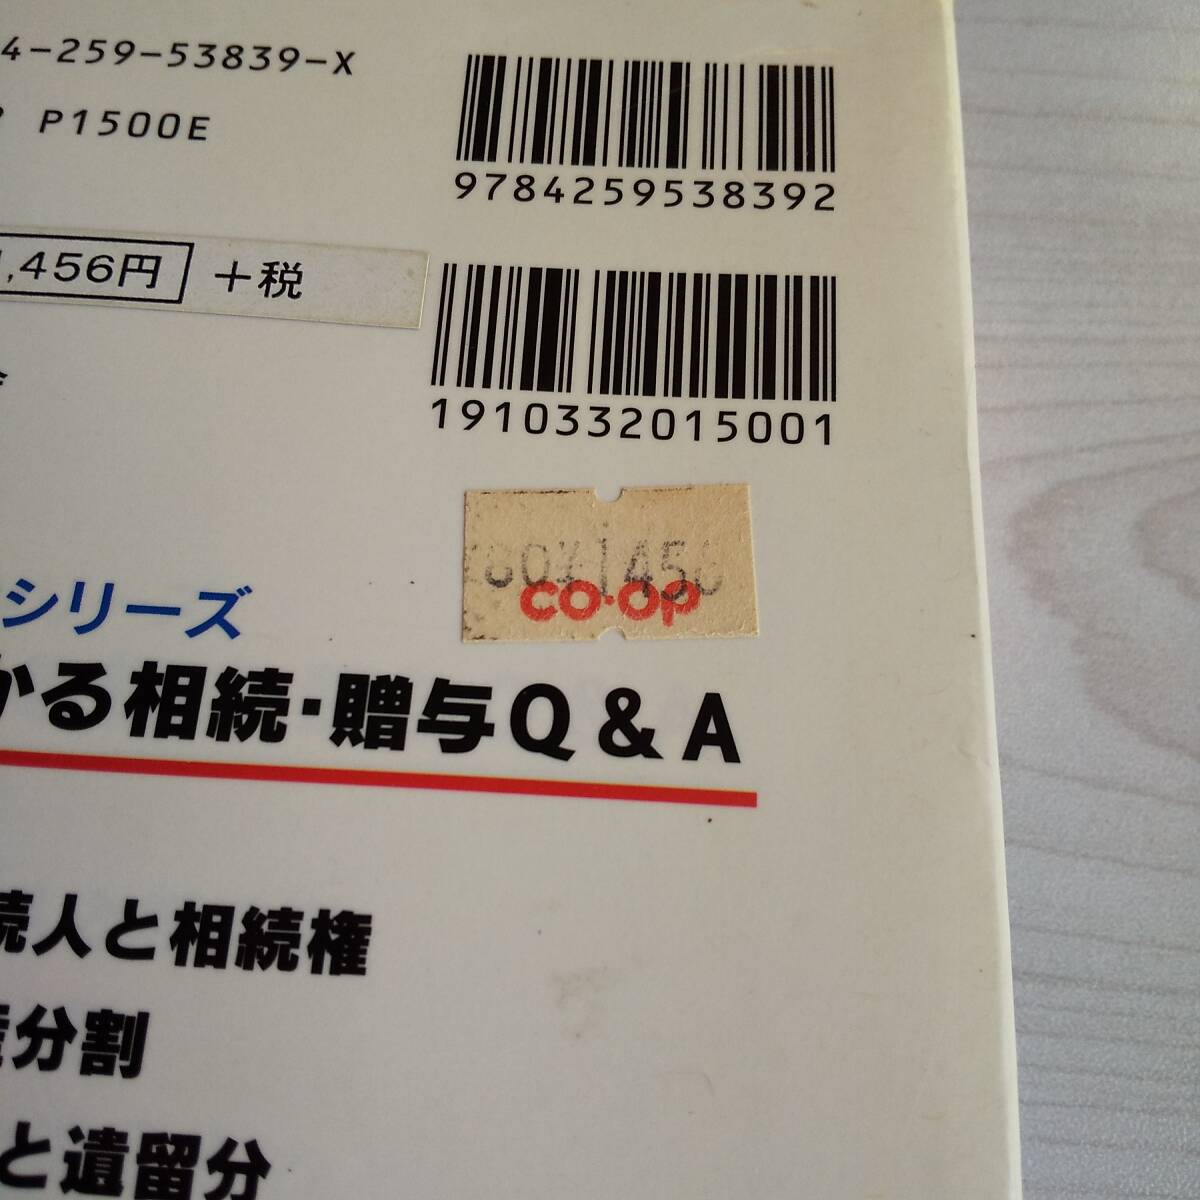 4-259-53839-X
P1500E
9784259538392
,456円 +税
1910332015001
1456
co·op
シリーズ
かる相続・贈与Q&A
続人と相続権
産分割
と遺留分